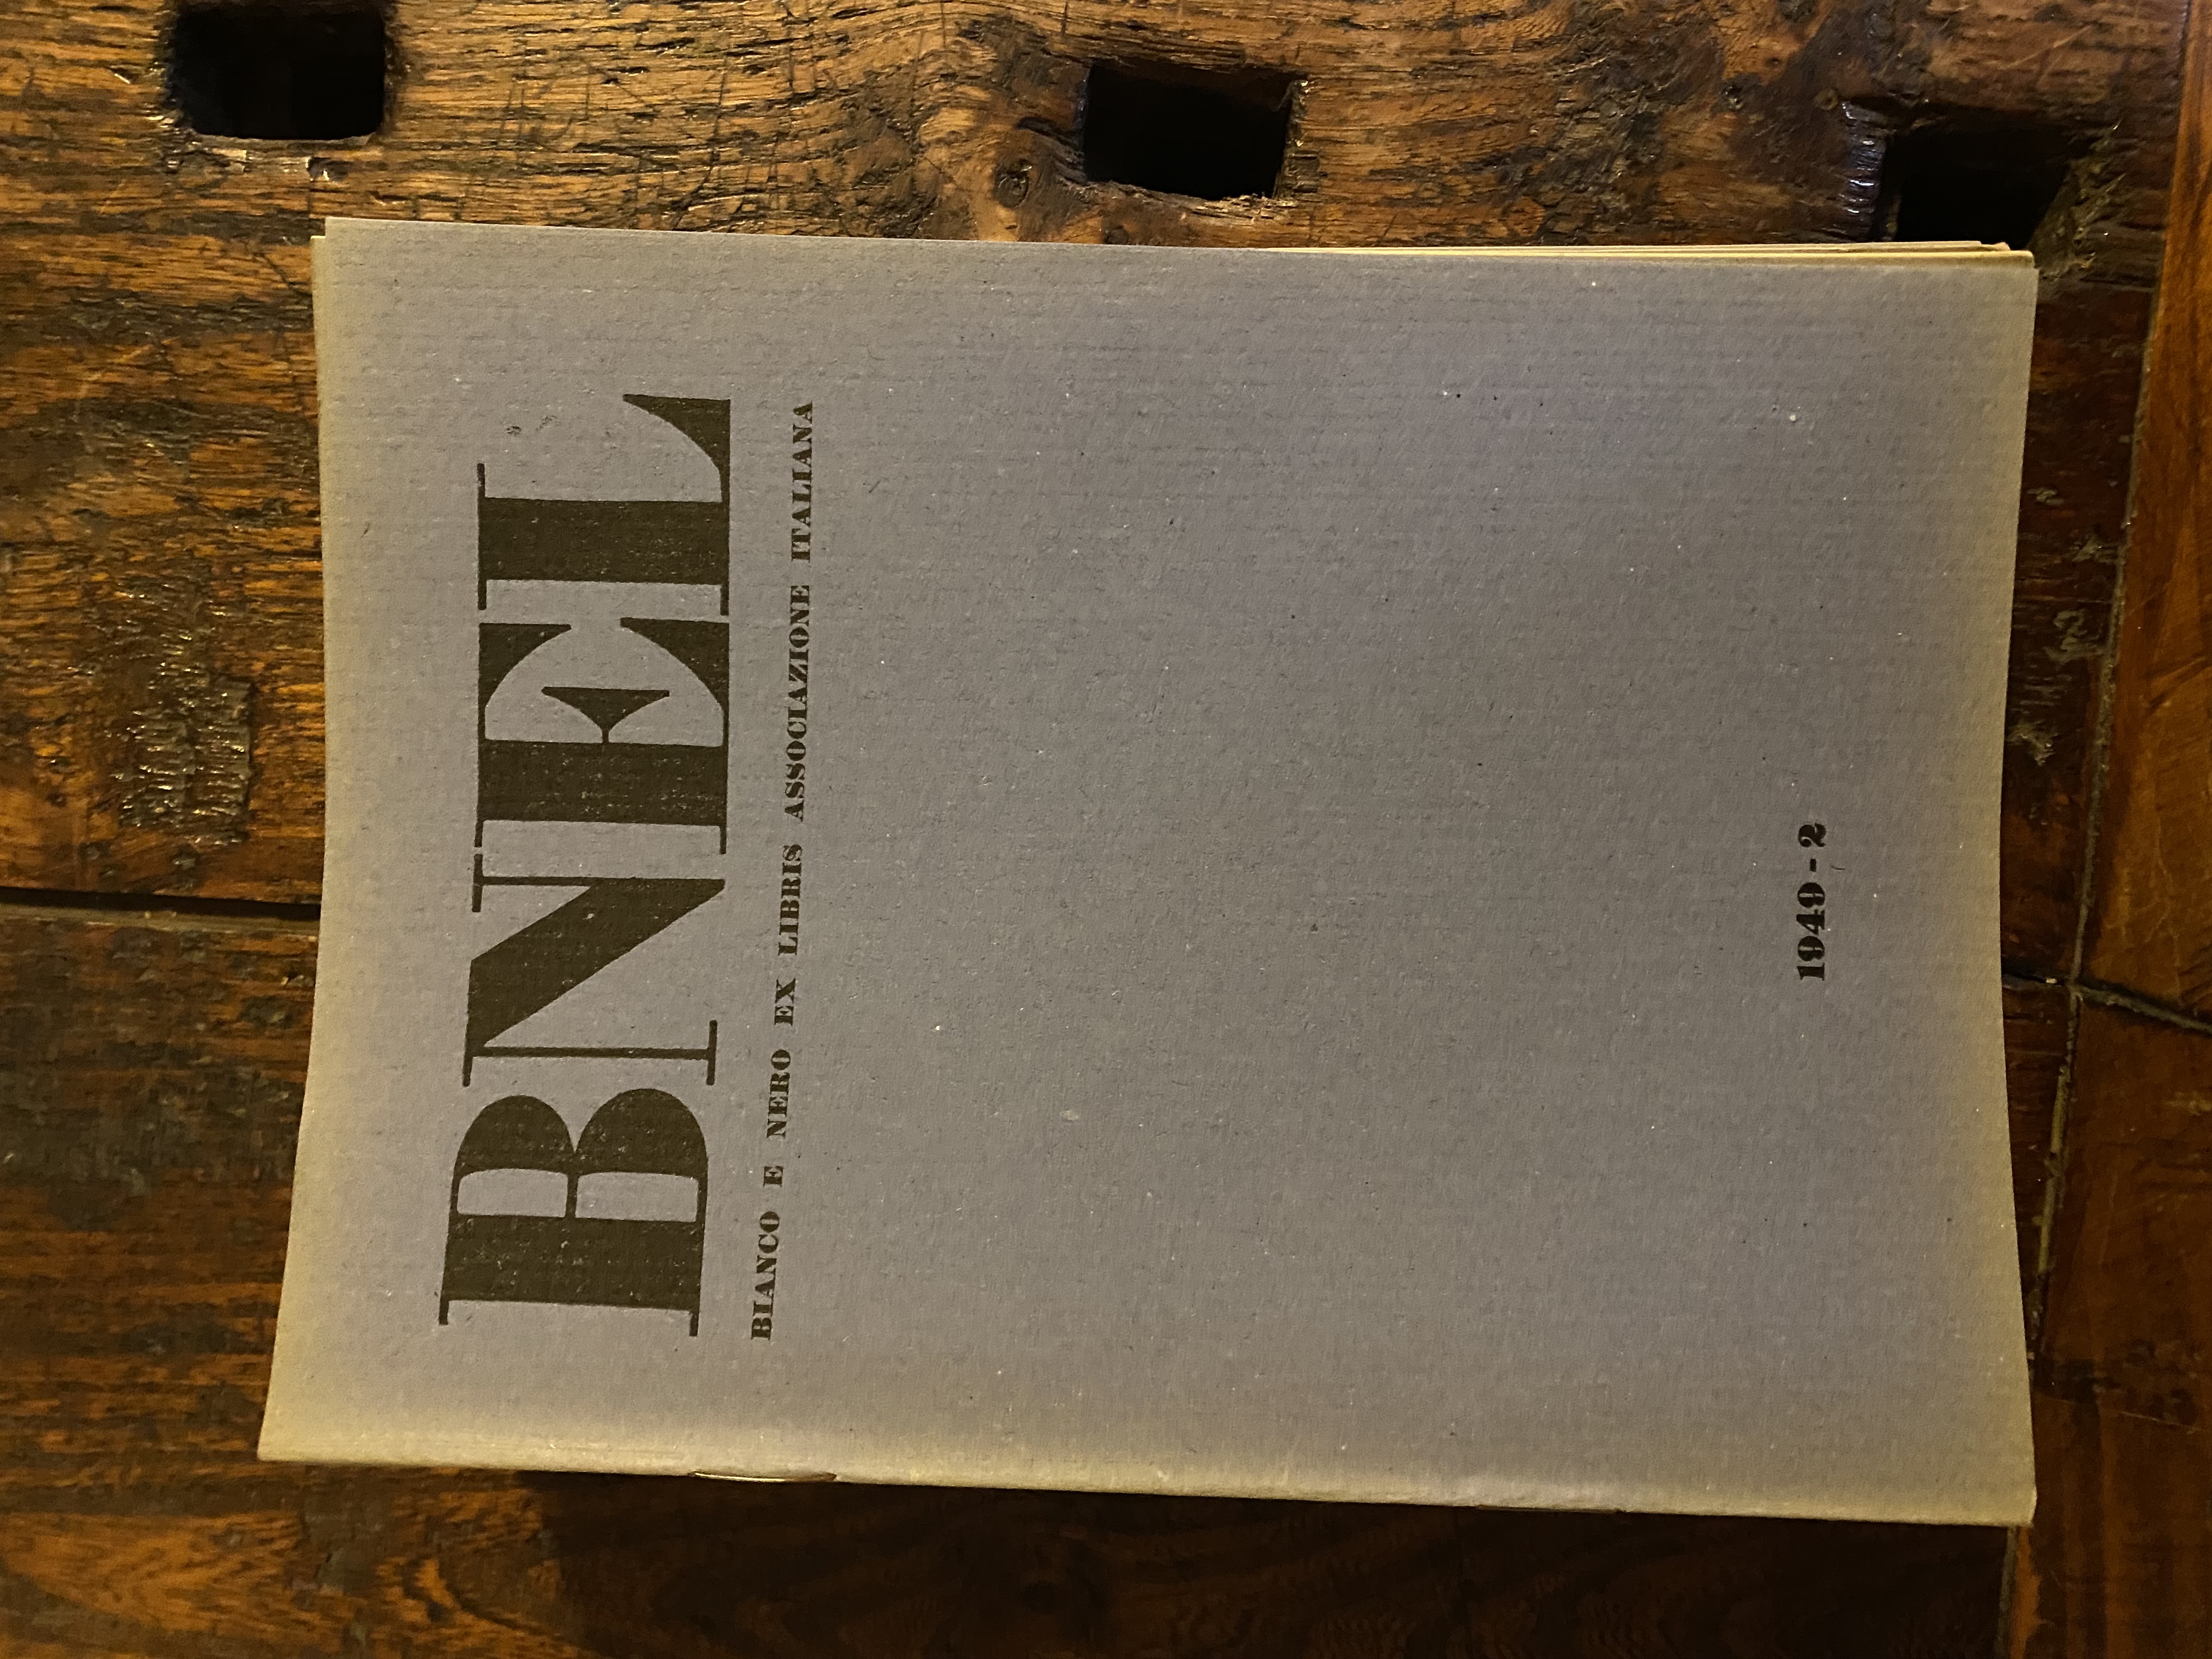 BNEL
BIANCO E NERO EX LIBRIS ASSOCIAZIONE ITALIANA
1949 - 2